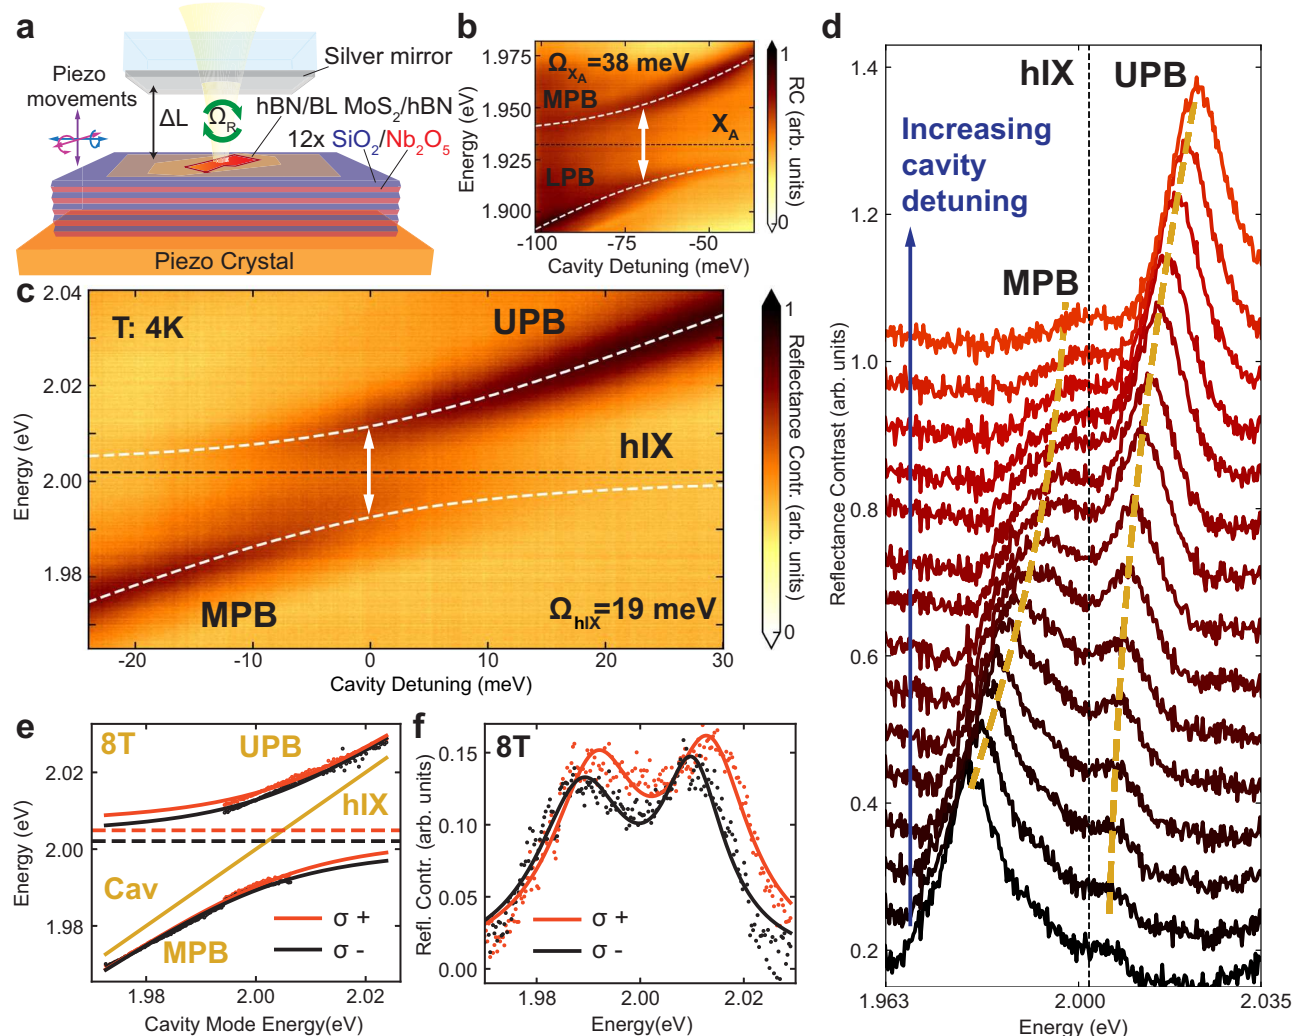 a
Silver mirror
Piezo
movements
ΔL
Ω_R
hBN/BL MoS₂/hBN
12x SiO₂/Nb₂O₅
Piezo Crystal
b
Ω_{X_A}=38 meV
MPB
X_A
LPB
1.975
1.950
1.925
1.900
Energy (eV)
-100
-75
-50
Cavity Detuning (meV)
1
0
RC (arb. units)
c
T: 4K
UPB
hIX
MPB
Ω_hIX=19 meV
2.04
2.02
2.00
1.98
Energy (eV)
-20
-10
0
10
20
30
Cavity Detuning (meV)
1
0
Reflectance Contr. (arb. units)
d
hIX
UPB
Increasing
cavity
detuning
MPB
1.4
1.2
1.0
0.8
0.6
0.4
0.2
Reflectance Contrast (arb. units)
1.963
2.000
2.035
Energy (eV)
e
8T
UPB
hIX
Cav
MPB
σ +
σ -
2.02
2.00
1.98
Energy (eV)
1.98
2.00
2.02
Cavity Mode Energy(eV)
f
8T
σ +
σ -
0.15
0.10
0.05
0.00
Refl. Contr. (arb. units)
1.98
2.00
2.02
Energy(eV)